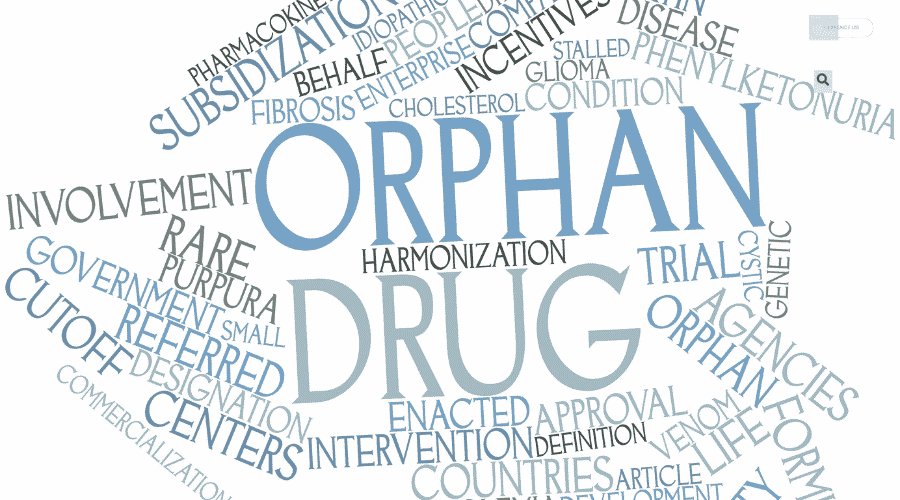 PHARMACOKINE
IDIOPATHIC
SUBSIDIZATION
BEHALF
PEOPLE
ENTERPRISE
INCENTIVES
DISEASE
STALLED
PHENYLKETONURIA
GLIOMA
FIBROSIS
CHOLESTEROL
CONDITION
ORPHAN
INVOLVEMENT
RARE
HARMONIZATION
TRIAL
CYSTIC
GENETIC
GOVERNMENT
PURPURA
DRUG
AGENCIES
CUTOFF
SMALL
REFERRED
ORPHAN
DESIGNATION
COMMERCIALIZATION
CENTERS
ENACTED
APPROVAL
VENOM
LIFE
FORM
INTERVENTION
DEFINITION
COUNTRIES
ARTICLE
DEVELOPMENT